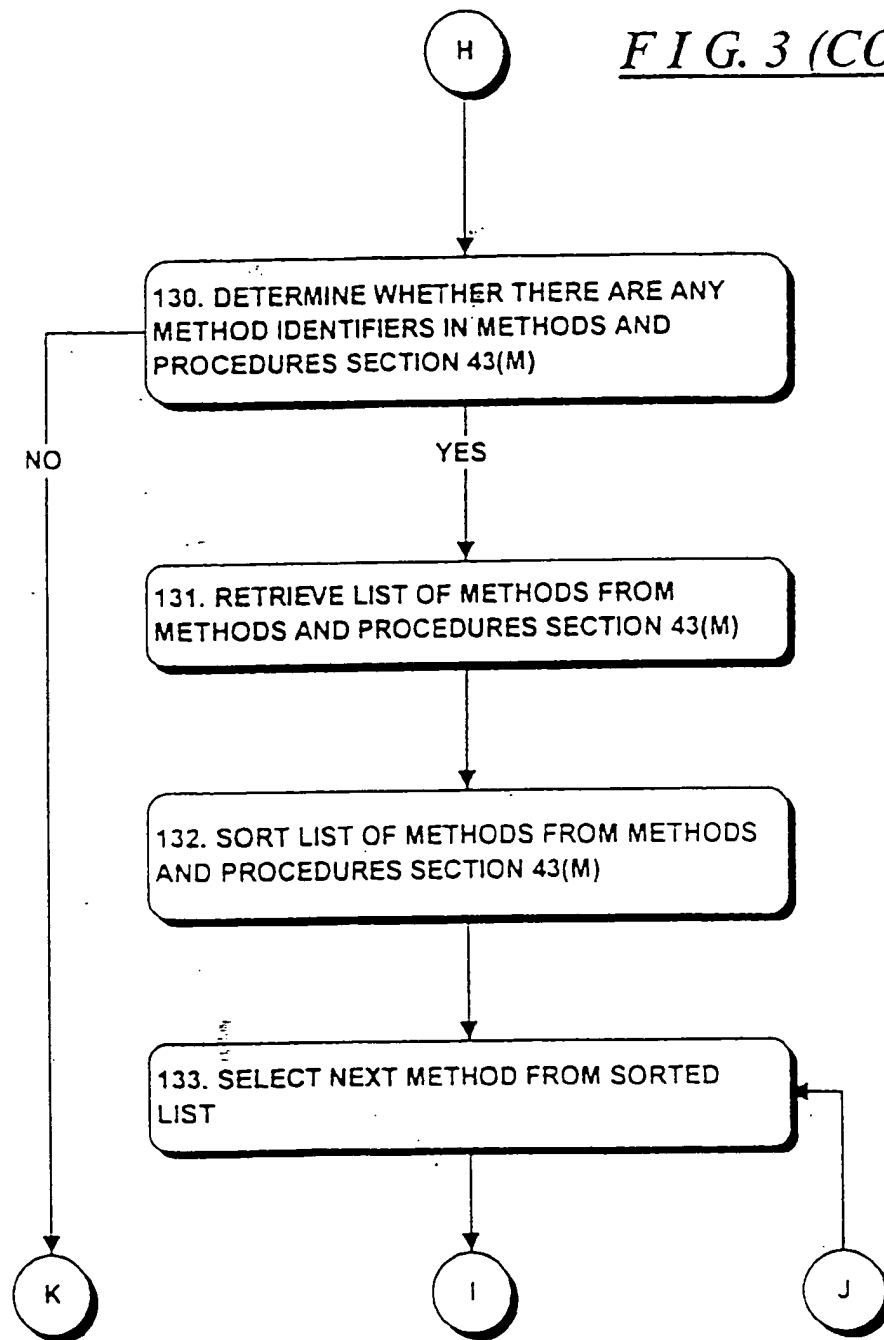 H
F I G. 3 (CO
130. DETERMINE WHETHER THERE ARE ANY
METHOD IDENTIFIERS IN METHODS AND
PROCEDURES SECTION 43(M)
NO
YES
131. RETRIEVE LIST OF METHODS FROM
METHODS AND PROCEDURES SECTION 43(M)
132. SORT LIST OF METHODS FROM METHODS
AND PROCEDURES SECTION 43(M)
133. SELECT NEXT METHOD FROM SORTED
LIST
K
I
J